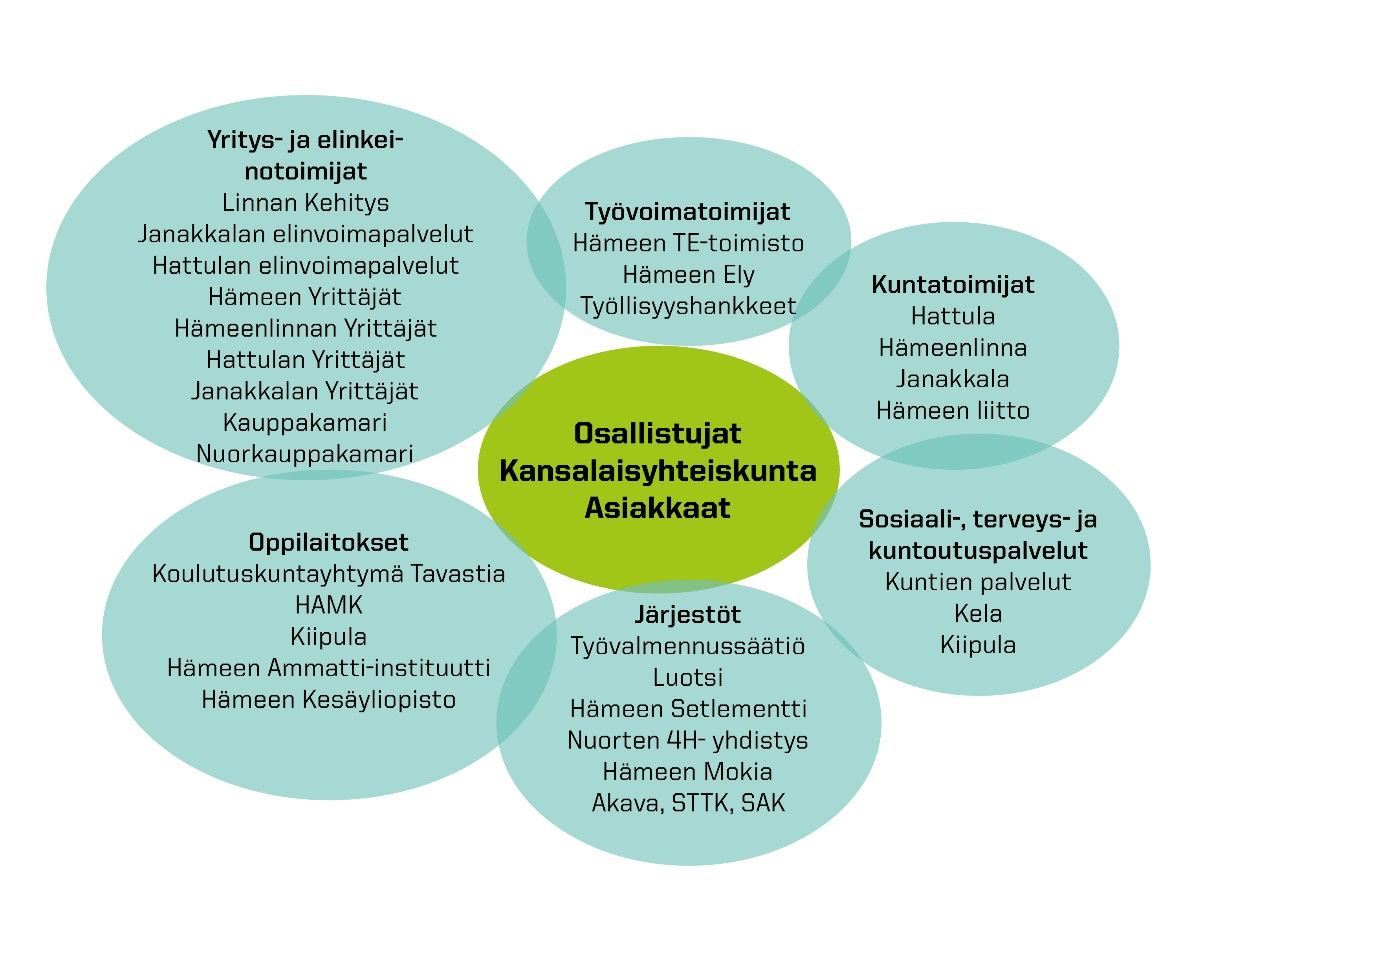 Yritys- ja elinkei-
notoimijat
Linnan Kehitys
Janakkalan elinvoimapalvelut
Hattulan elinvoimapalvelut
Hämeen Yrittäjät
Hämeenlinnan Yrittäjät
Hattulan Yrittäjät
Janakkalan Yrittäjät
Kauppakamari
Nuorkauppakamari
Työvoimatoimijat
Hämeen TE-toimisto
Hämeen Ely
Työllisyyshankkeet
Kuntatoimijat
Hattula
Hämeenlinna
Janakkala
Hämeen liitto
Osallistujat
Kansalaisyhteiskunta
Asiakkaat
Sosiaali-, terveys- ja
kuntoutuspalvelut
Kuntien palvelut
Kela
Kiipula
Oppilaitokset
Koulutuskuntayhtymä Tavastia
HAMK
Kiipula
Hämeen Ammatti-instituutti
Hämeen Kesäyliopisto
Järjestöt
Työvalmennussäätiö
Luotsi
Hämeen Setlementti
Nuorten 4H- yhdistys
Hämeen Mokia
Akava, STTK, SAK